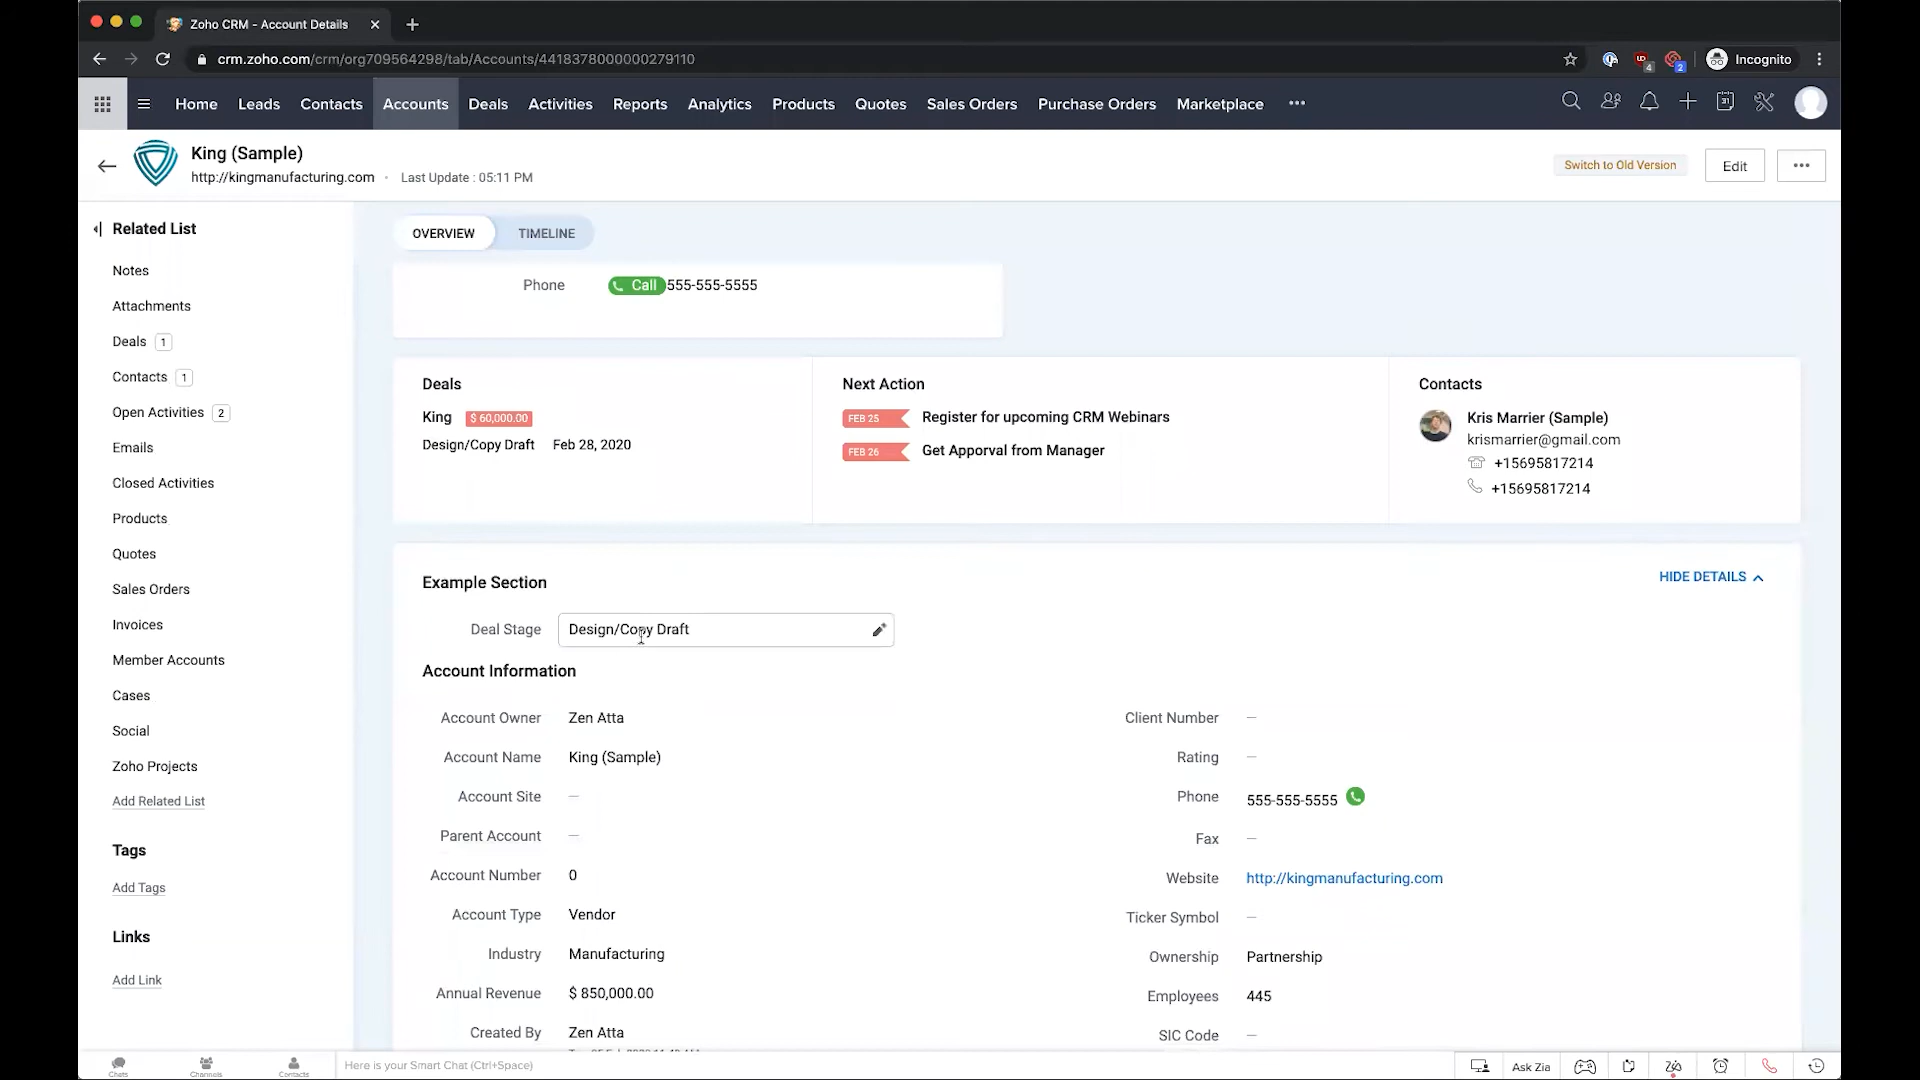 Zoho CRM - Account Details
crm.zoho.com/crm/org709564298/tab/Accounts/4418378000000279110
4
2
Incognito
Home Leads Contacts Accounts Deals Activities Reports Analytics Products Quotes Sales Orders Purchase Orders Marketplace
31
King (Sample)
http://kingmanufacturing.com · Last Update : 05:11 PM
Switch to Old Version
Edit
Related List
Notes
Attachments
Deals 1
Contacts 1
Open Activities 2
Emails
Closed Activities
Products
Quotes
Sales Orders
Invoices
Member Accounts
Cases
Social
Zoho Projects
Add Related List
Tags
Add Tags
Links
Add Link
OVERVIEW TIMELINE
Phone Call 555-555-5555
Deals
King $ 60,000.00
Design/Copy Draft Feb 28, 2020
Next Action
FEB 25 Register for upcoming CRM Webinars
FEB 26 Get Apporval from Manager
Contacts
Kris Marrier (Sample)
krismarrier@gmail.com
+15695817214
+15695817214
Example Section
HIDE DETAILS
Deal Stage Design/Copy Draft
Account Information
Account Owner Zen Atta
Account Name King (Sample)
Account Site —
Parent Account —
Account Number 0
Account Type Vendor
Industry Manufacturing
Annual Revenue $ 850,000.00
Created By Zen Atta
Client Number —
Rating —
Phone 555-555-5555
Fax —
Website http://kingmanufacturing.com
Ticker Symbol —
Ownership Partnership
Employees 445
SIC Code —
Chats
Channels
Contacts
Here is your Smart Chat (Ctrl+Space)
Ask Zia